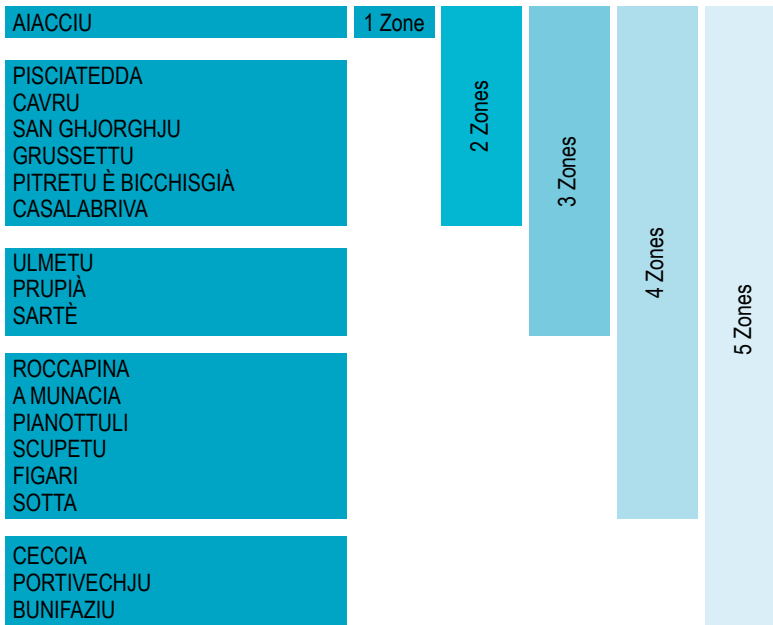 AIACCIU
1 Zone
2 Zones
3 Zones
4 Zones
5 Zones
PISCIATEDDA
CAVRU
SAN GHJORGHJU
GRUSSETTU
PITRETU È BICCHISGIÀ
CASALABRIVA
ULMETU
PRUPIÀ
SARTÈ
ROCCAPINA
A MUNACIA
PIANOTTULI
SCUPETU
FIGARI
SOTTA
CECCIA
PORTIVECHJU
BUNIFAZIU